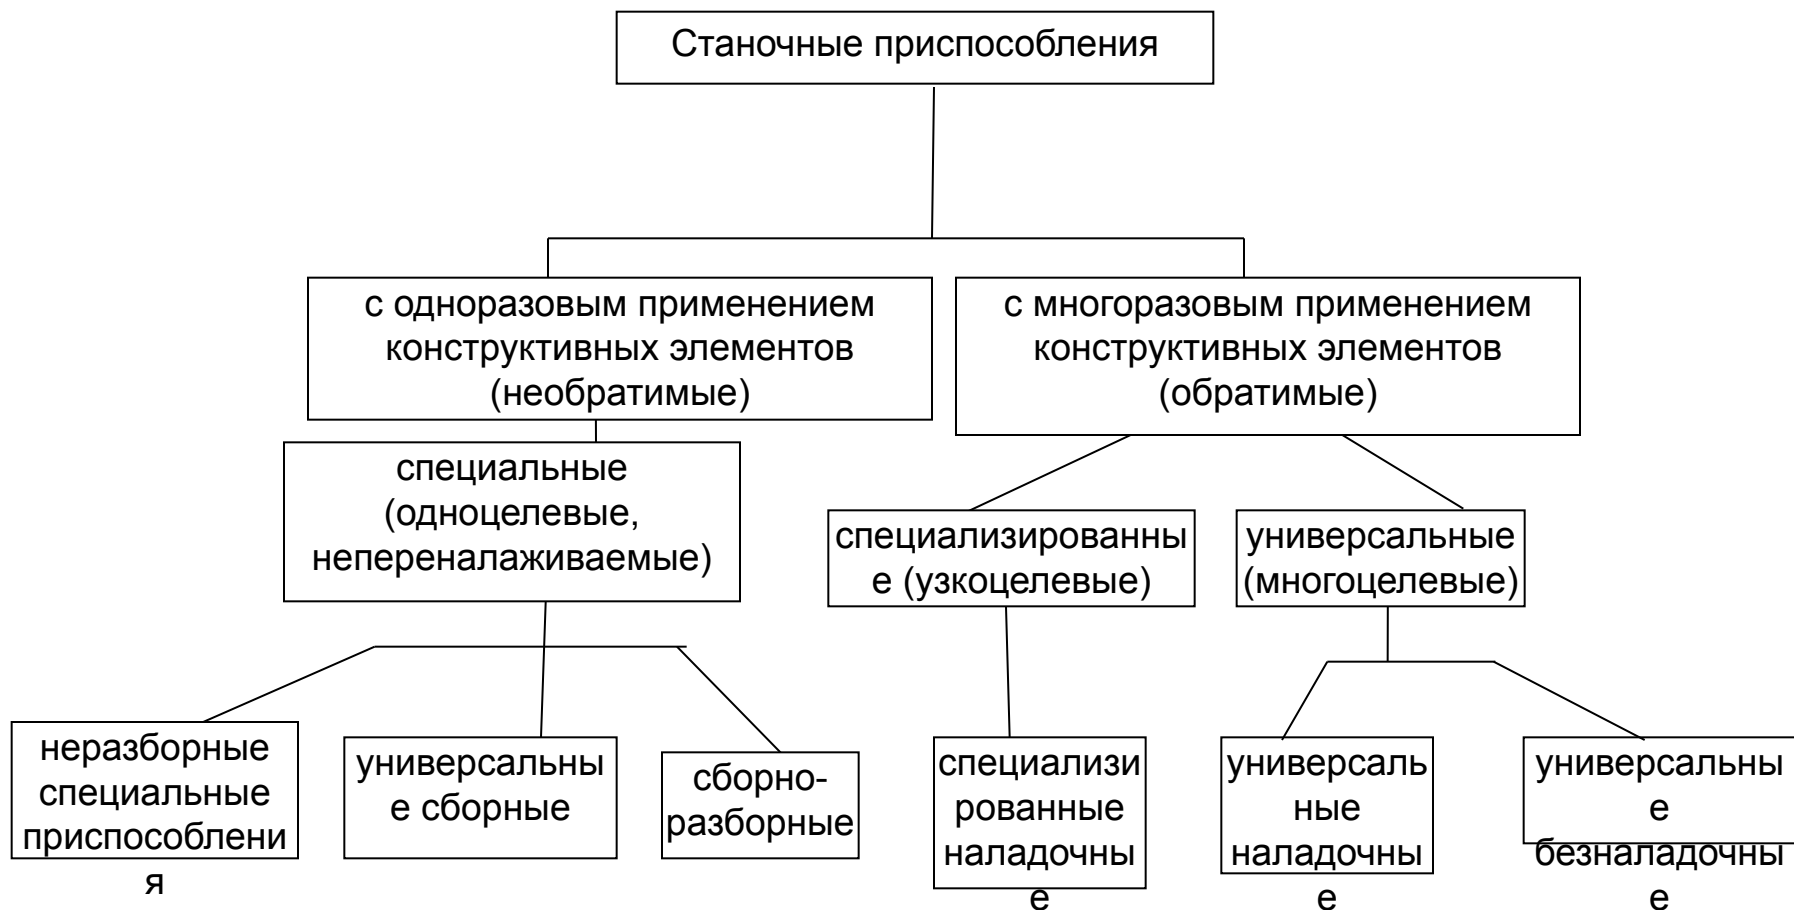 Станочные приспособления
с одноразовым применением
конструктивных элементов
(необратимые)
с многоразовым применением
конструктивных элементов
(обратимые)
специальные
(одноцелевые,
непереналаживаемые)
специализированны
е (узкоцелевые)
универсальные
(многоцелевые)
неразборные
специальные
приспособлени
я
универсальны
е сборные
сборно-
разборные
специализи
рованные
наладочны
е
универсаль
ные
наладочны
е
универсальны
е
безналадочны
е